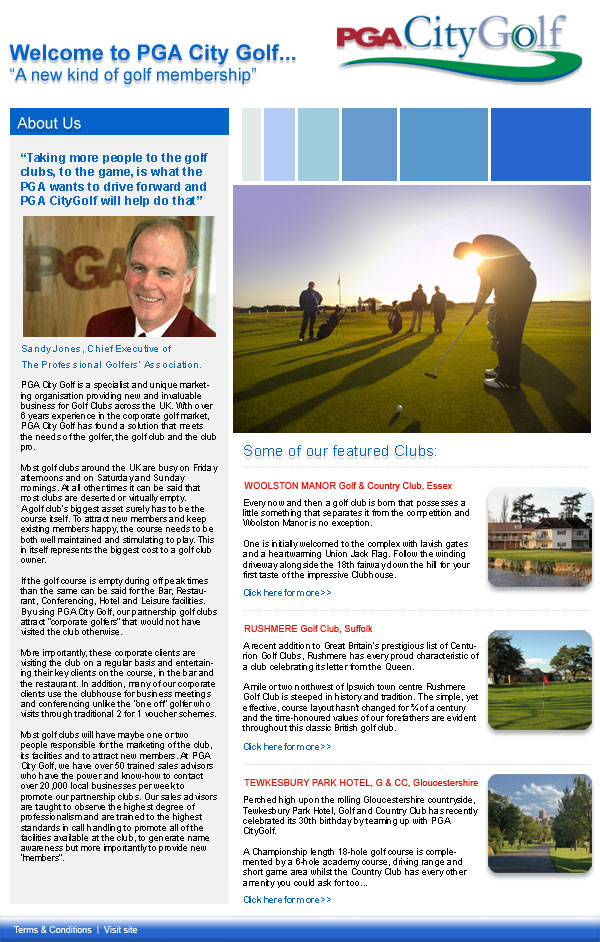 Welcome to PGA City Golf...
“A new kind of golf membership”
PGA CityGolf
About Us
“Taking more people to the golf
clubs, to the game, is what the
PGA wants to drive forward and
PGA CityGolf will help do that”
PGA
Sandy Jones, Chief Executive of
The Professional Golfers’ Association.
PGA City Golf is a specialist and unique market-
ing organisation providing new and invaluable
business for Golf Clubs across the UK. With over
6 years experience in the corporate golf market,
PGA City Golf has found a solution that meets
the needs of the golfer, the golf club and the club
pro.
Most golf clubs around the UK are busy on Friday
afternoons and on Saturday and Sunday
mornings. At all other times it can be said that
most clubs are deserted or virtually empty.
A golf club’s biggest asset surely has to be the
course itself. To attract new members and keep
existing members happy, the course needs to be
both well maintained and stimulating to play. This
in itself represents the biggest cost to a golf club
owner.
If the golf course is empty during off peak times
than the same can be said for the Bar, Restau-
rant, Conferencing, Hotel and Leisure facilities.
By using PGA City Golf, our partnership golf clubs
attract "corporate golfers" that would not have
visited the club otherwise.
More importantly, these corporate clients are
visiting the club on a regular basis and entertain-
ing their key clients on the course, in the bar and
the restaurant. In addition, many of our corporate
clients use the clubhouse for business meetings
and conferencing unlike the "one off" golfer who
visits through traditional 2 for 1 voucher schemes.
Most golf clubs will have maybe one or two
people responsible for the marketing of the club,
its facilities and to attract new members. At PGA
City Golf, we have over 50 trained sales advisors
who have the power and know-how to contact
over 20,000 local businesses per week to
promote our partnership clubs. Our sales advisors
are taught to observe the highest degree of
professionalism and are trained to the highest
standards in call handling to promote all of the
facilities available at the club, to generate name
awareness but more importantly to provide new
"members".
Some of our featured Clubs:
WOOLSTON MANOR Golf & Country Club, Essex
Every now and then a golf club is born that possesses a
little something that separates it from the competition and
Woolston Manor is no exception.
One is initially welcomed to the complex with lavish gates
and a heartwarming Union Jack Flag. Follow the winding
driveway alongside the 18th fairway down the hill for your
first taste of the impressive Clubhouse.
Click here for more>>
RUSHMERE Golf Club, Suffolk
A recent addition to Great Britain’s prestigious list of Centu-
rion Golf Clubs, Rushmere has every proud characteristic of
a club celebrating its letter from the Queen.
A mile or two northwest of Ipswich town centre Rushmere
Golf Club is steeped in history and tradition. The simple, yet
effective, course layout hasn’t changed for ¾ of a century
and the time-honoured values of our forefathers are evident
throughout this classic British golf club.
Click here for more>>
TEWKESBURY PARK HOTEL, G & CC, Gloucestershire
Perched high upon the rolling Gloucestershire countryside,
Tewkesbury Park Hotel, Golf and Country Club has recently
celebrated its 30th birthday by teaming up with PGA
CityGolf.
A Championship length 18-hole golf course is comple-
mented by a 6-hole academy course, driving range and
short game area whilst the Country Club has every other
amenity you could ask for too...
Click here for more>>
Terms & Conditions | Visit site